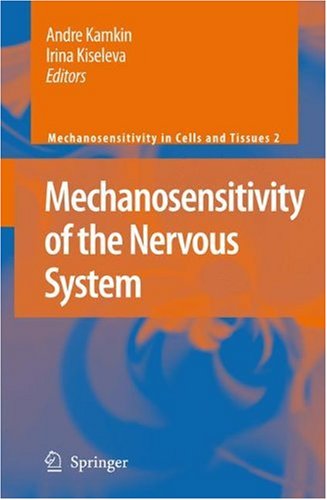 Andre Kamkin
Irina Kiseleva
Editors
Mechanosensitivity in Cells and Tissues 2
Mechanosensitivity
of the Nervous
System
Springer